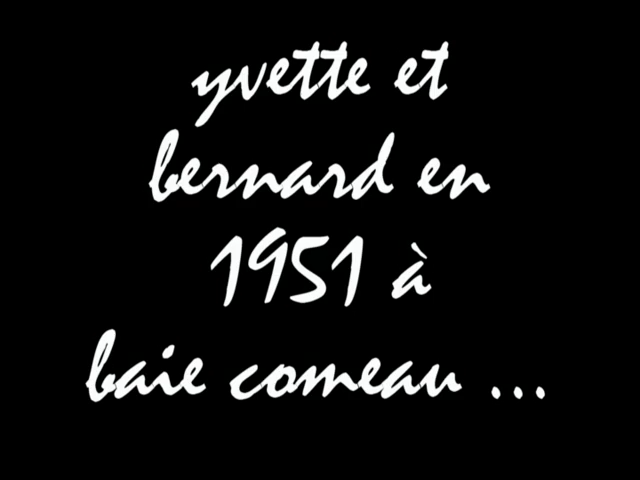 yvette et
bernard en
1951 à
baie comeau ...